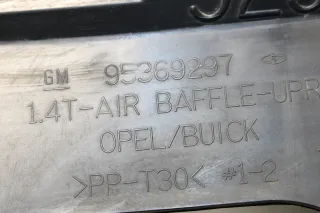 GM 95369297
1.4T-AIR BAFFLE-UPR
OPEL/BUICK
>PP-T30< #1-2